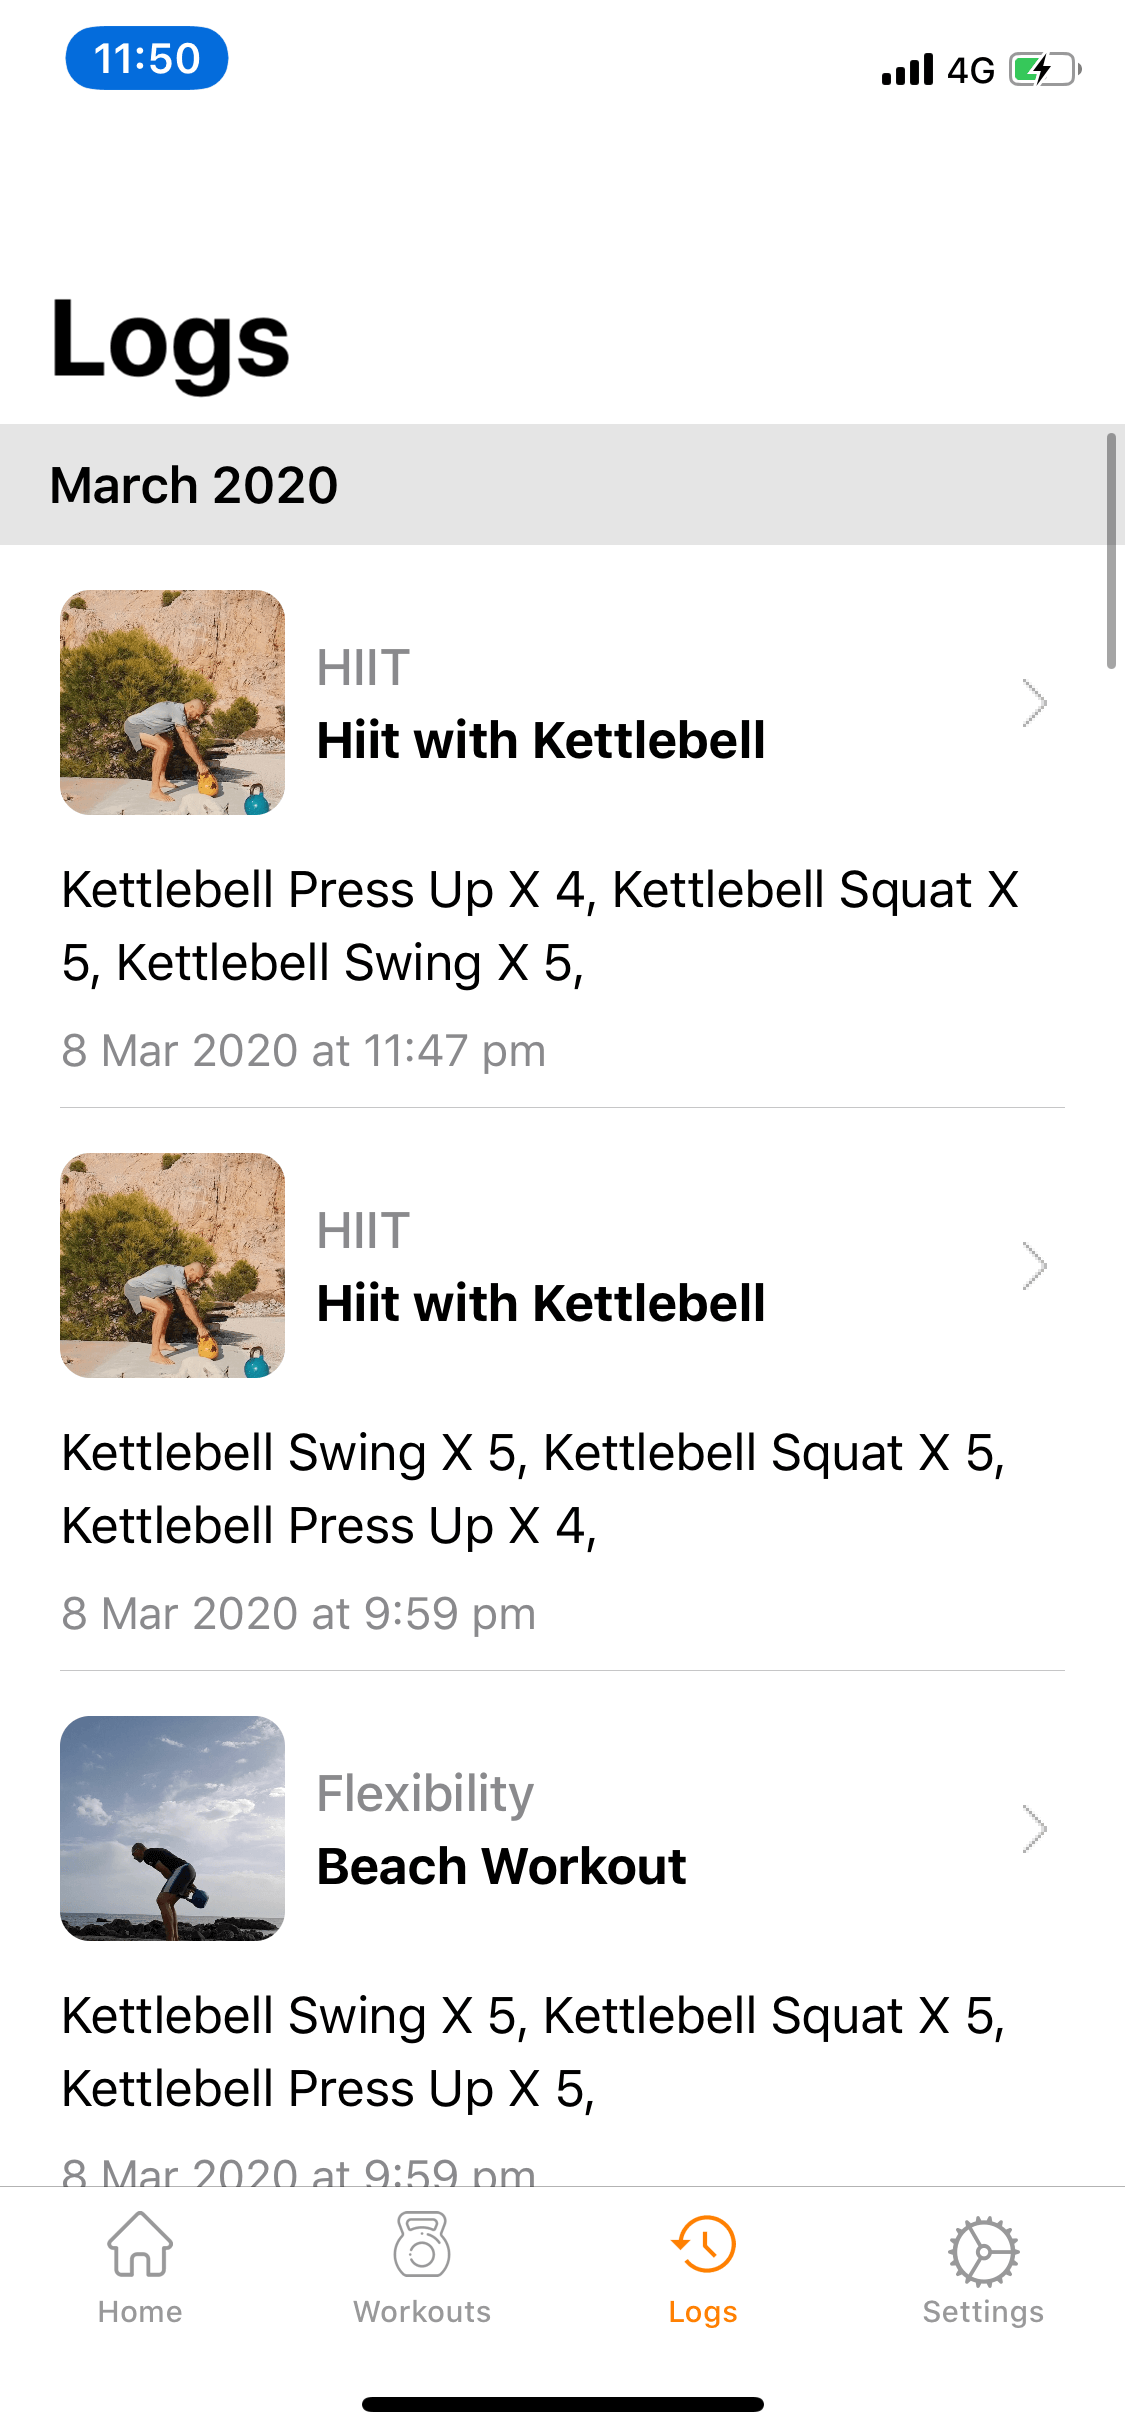 11:50
4G
Logs
March 2020
HIIT
Hiit with Kettlebell
Kettlebell Press Up X 4, Kettlebell Squat X
5, Kettlebell Swing X 5,
8 Mar 2020 at 11:47 pm
HIIT
Hiit with Kettlebell
Kettlebell Swing X 5, Kettlebell Squat X 5,
Kettlebell Press Up X 4,
8 Mar 2020 at 9:59 pm
Flexibility
Beach Workout
Kettlebell Swing X 5, Kettlebell Squat X 5,
Kettlebell Press Up X 5,
8 Mar 2020 at 9:59 pm
Home
Workouts
Logs
Settings